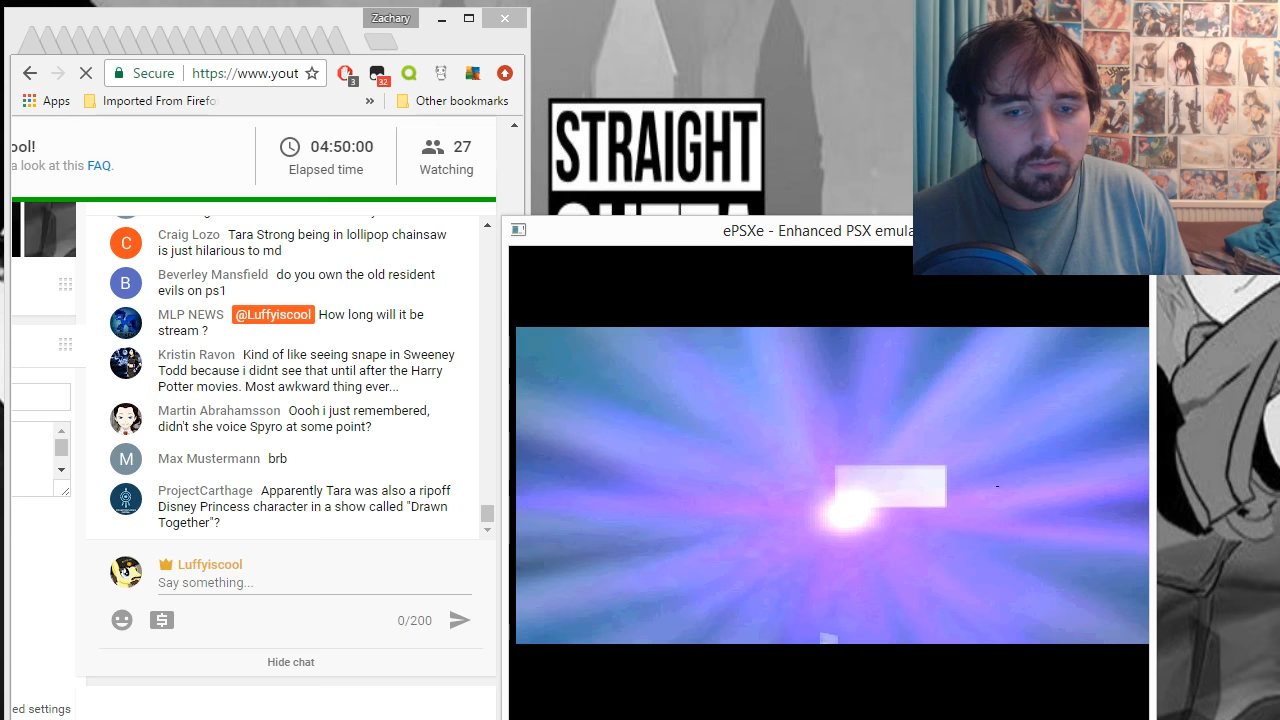 Zachary
Secure
https://www.yout
3
32
Apps
Imported From Firefo
»
Other bookmarks
ool!
a look at this FAQ.
04:50:00
Elapsed time
27
Watching
STRAIGHT
C
Craig Lozo Tara Strong being in lollipop chainsaw
is just hilarious to md
B
Beverley Mansfield do you own the old resident
evils on ps1
MLP NEWS @Luffyiscool How long will it be
stream ?
Kristin Ravon Kind of like seeing snape in Sweeney
Todd because i didnt see that until after the Harry
Potter movies. Most awkward thing ever...
Martin Abrahamsson Oooh i just remembered,
didn't she voice Spyro at some point?
M
Max Mustermann brb
ProjectCarthage Apparently Tara was also a ripoff
Disney Princess character in a show called "Drawn
Together"?
Luffyiscool
Say something...
0/200
Hide chat
ed settings
ePSXe - Enhanced PSX emula